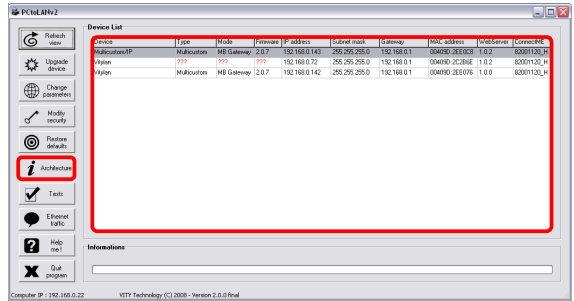 PCtoLANv2
Device List
Refresh
view
Upgrade
device
Change
parameters
Modify
security
Restore
defaults
Architecture
Tests
Ethernet
traffic
Help
me !
Quit
program
Device Type Mode Firmware IP address Subnet mask Gateway MAC address WebServer ConnectME
Multicustom/IP Multicustom MB Gateway 2.0.7 192.168.0.143 255.255.255.0 192.168.0.1 00409D:2EE0C8 1.0.2 82001120_H
Vitylan ??? ??? ??? 192.168.0.72 255.255.255.0 192.168.0.1 00409D:2C2B6E 1.0.2 82001120_H
Vitylan Multicustom MB Gateway 2.0.7 192.168.0.142 255.255.255.0 192.168.0.1 00409D:2EE076 1.0.0 82001120_H
Informations
Computer IP : 192.168.0.22 VITY Technology (C) 2008 - Version 2.0.0 final